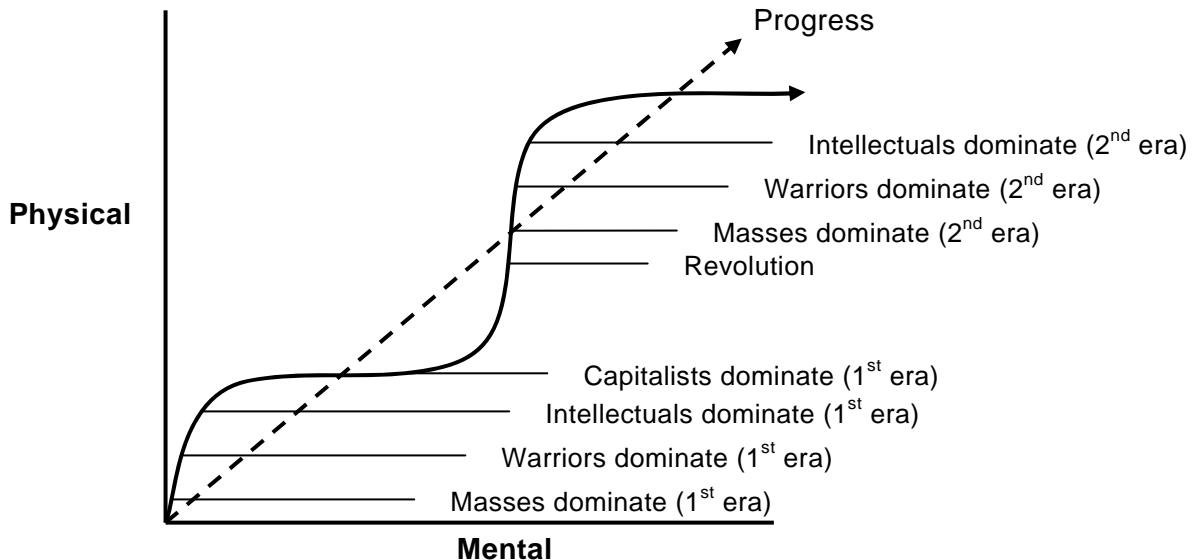 Progress
Intellectuals dominate (2nd era)
Warriors dominate (2nd era)
Physical
Masses dominate (2nd era)
Revolution
Capitalists dominate (1st era)
Intellectuals dominate (1st era)
Warriors dominate (1st era)
Masses dominate (1st era)
Mental